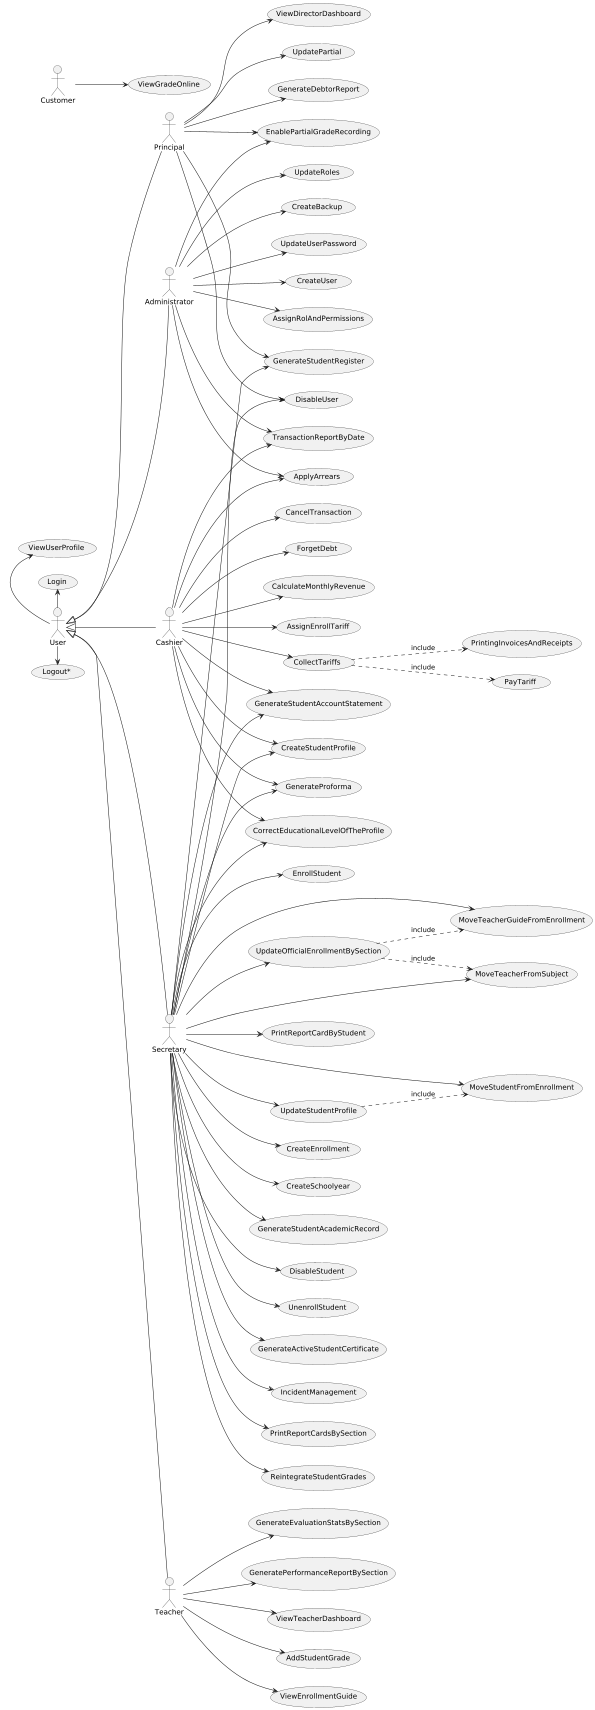 ViewDirectorDashboard
UpdatePartial
ViewGradeOnline
Customer
GenerateDebtorReport
EnablePartialGradeRecording
Principal
UpdateRoles
CreateBackup
UpdateUserPassword
CreateUser
Administrator
AssignRolAndPermissions
GenerateStudentRegister
DisableUser
TransactionReportByDate
ApplyArrears
CancelTransaction
ViewUserProfile
ForgetDebt
Login
CalculateMonthlyRevenue
AssignEnrollTariff
User
Cashier
include
PrintingInvoicesAndReceipts
CollectTariffs
Logout*
include
PayTariff
GenerateStudentAccountStatement
CreateStudentProfile
GenerateProforma
CorrectEducationalLevelOfTheProfile
EnrollStudent
MoveTeacherGuideFromEnrollment
include
UpdateOfficialEnrollmentBySection
include
MoveTeacherFromSubject
PrintReportCardByStudent
Secretary
MoveStudentFromEnrollment
include
UpdateStudentProfile
CreateEnrollment
CreateSchoolyear
GenerateStudentAcademicRecord
DisableStudent
UnenrollStudent
GenerateActiveStudentCertificate
IncidentManagement
PrintReportCardsBySection
ReintegrateStudentGrades
GenerateEvaluationStatsBySection
GeneratePerformanceReportBySection
Teacher
ViewTeacherDashboard
AddStudentGrade
ViewEnrollmentGuide